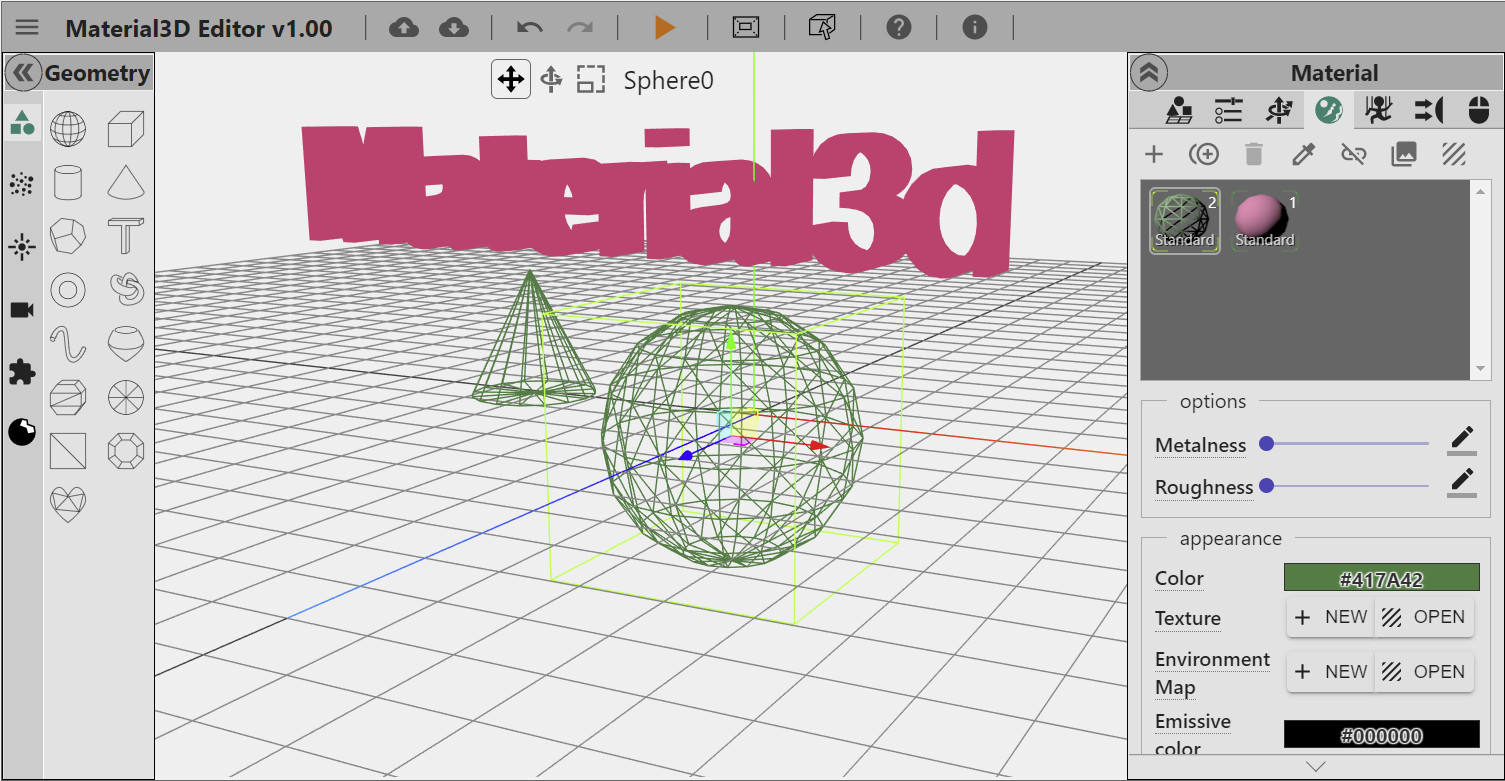 Material3D Editor v1.00
Geometry
Sphere0
Material3d
Material
2
Standard
1
Standard
options
Metalness
Roughness
appearance
Color
#417A42
Texture
NEW
OPEN
Environment
Map
NEW
OPEN
Emissive
color
#000000